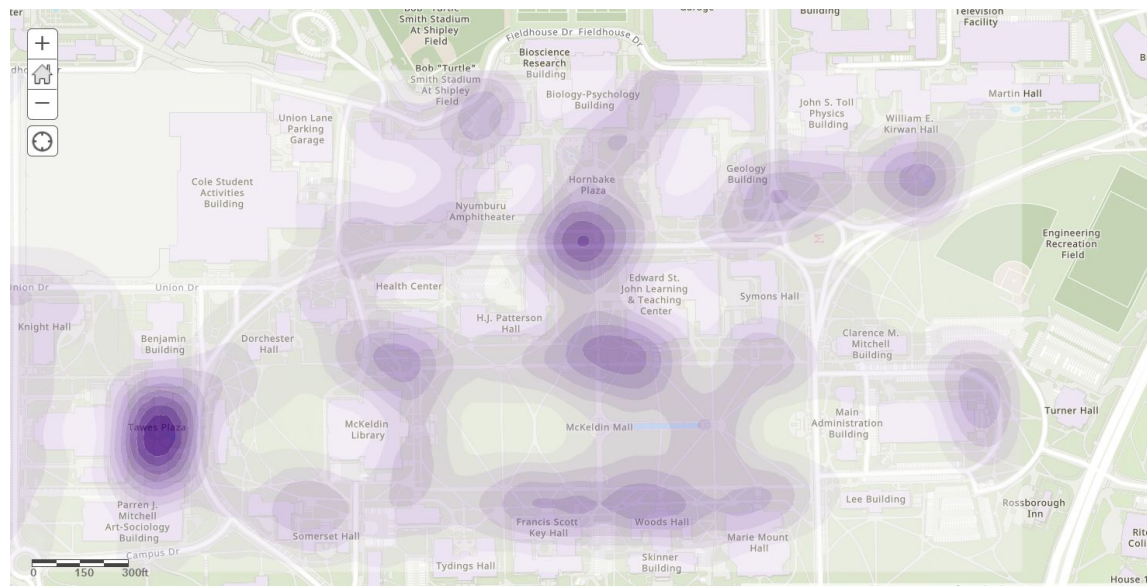 Bob "Turtle"
Smith Stadium
At Shipley
Field
Garage
Building
Television
Facility
+
−
Fieldhouse Dr Fieldhouse Dr
Bioscience
Research
Building
Bob "Turtle"
Smith Stadium
At Shipley
Field
Biology-Psychology
Building
Union Lane
Parking
Garage
John S. Toll
Physics
Building
Martin Hall
William E.
Kirwan Hall
Cole Student
Activities
Building
Hornbake
Plaza
Geology
Building
Nyumburu
Amphitheater
Engineering
Recreation
Field
M
Union Dr
Union Dr
Health Center
Edward St.
John Learning
& Teaching
Center
Symons Hall
Knight Hall
H.J. Patterson
Hall
Benjamin
Building
Dorchester
Hall
Clarence M.
Mitchell
Building
Tawes Plaza
McKeldin
Library
McKeldin Mall
Main
Administration
Building
Turner Hall
Parren J.
Mitchell
Art-Sociology
Building
Somerset Hall
Francis Scott
Key Hall
Woods Hall
Marie Mount
Hall
Lee Building
Rossborough
Inn
Campus Dr
Tydings Hall
Skinner
Building
0 150 300ft
House